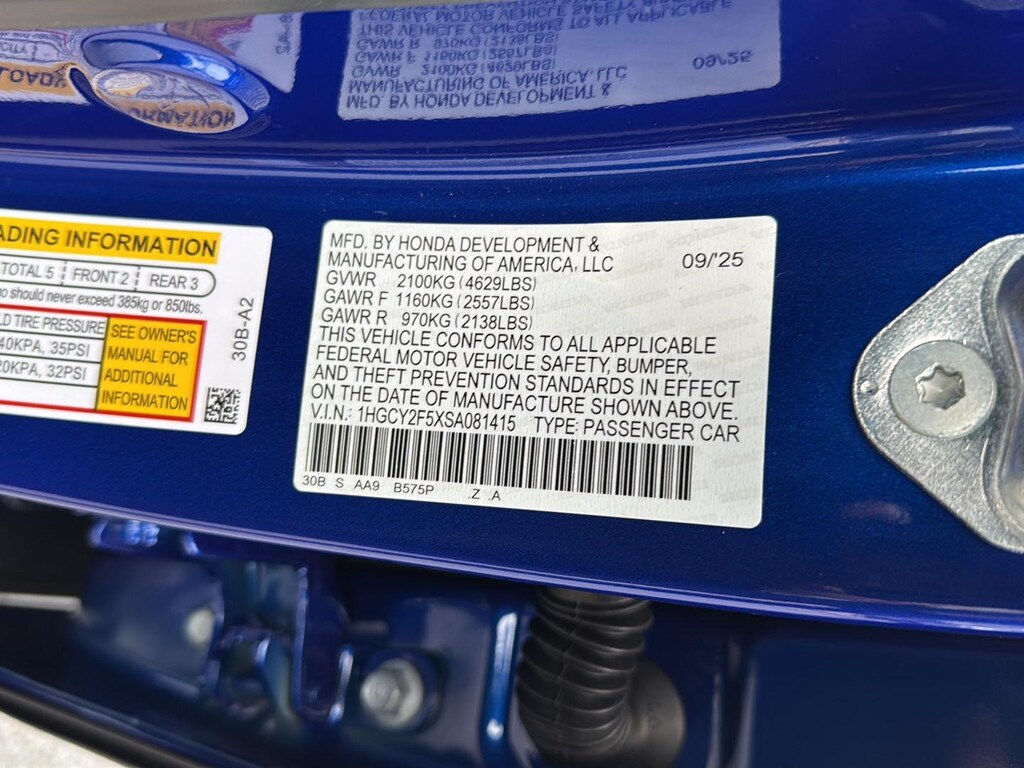 MFD. BY HONDA DEVELOPMENT &
MANUFACTURING OF AMERICA, LLC 09/'25
GVWR 2100KG (4629LBS)
GAWR F 1160KG (2557LBS)
GAWR R 970KG (2138LBS)
THIS VEHICLE CONFORMS TO ALL APPLICABLE
FEDERAL MOTOR VEHICLE SAFETY, BUMPER,
AND THEFT PREVENTION STANDARDS IN EFFECT
ON THE DATE OF MANUFACTURE SHOWN ABOVE.
V.I.N.: 1HGCY2F5XSA081415 TYPE: PASSENGER CAR
30B S AA9 B575P .Z .A
ADING INFORMATION
TOTAL 5 FRONT 2 REAR 3
should never exceed 385kg or 850lbs.
LD TIRE PRESSURE
40KPA, 35PSI
20KPA, 32PSI
SEE OWNER'S
MANUAL FOR
ADDITIONAL
INFORMATION
30B-A2